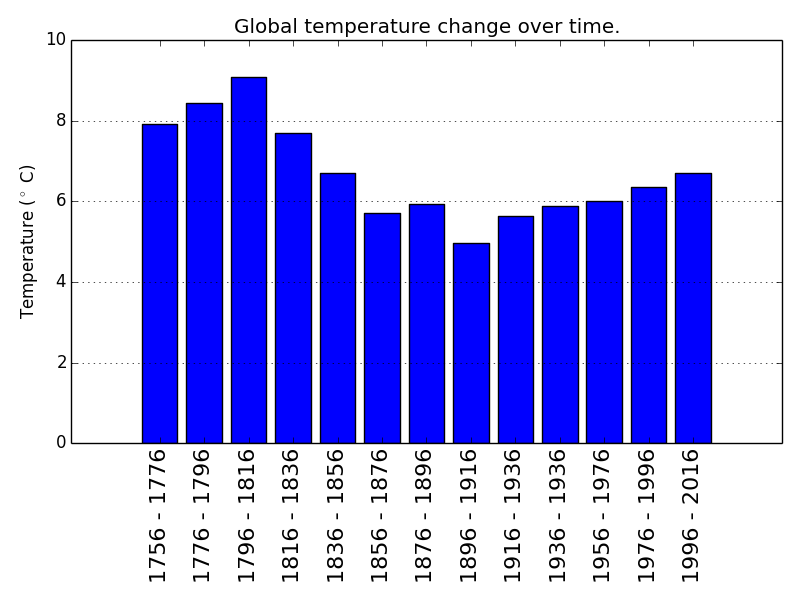 Global temperature change over time.
Temperature (° C)
10
8
6
4
2
0
1756 - 1776
1776 - 1796
1796 - 1816
1816 - 1836
1836 - 1856
1856 - 1876
1876 - 1896
1896 - 1916
1916 - 1936
1936 - 1936
1956 - 1976
1976 - 1996
1996 - 2016